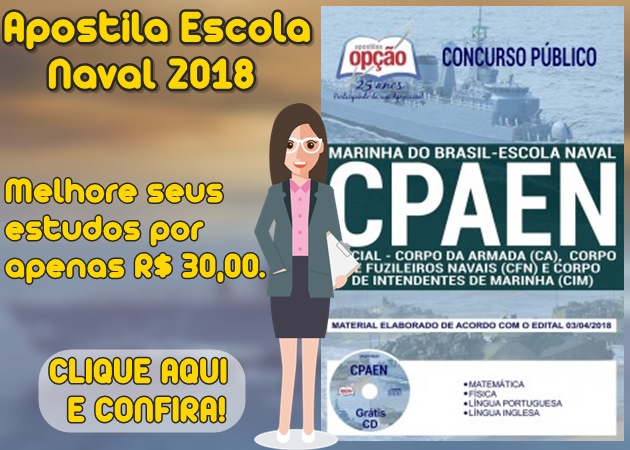 Apostila Escola
Naval 2018
Melhore seus
estudos por
apenas R$ 30,00.
CLIQUE AQUI
E CONFIRA!
apostilas
opção
25 anos
CONCURSO PÚBLICO
MARINHA DO BRASIL-ESCOLA NAVAL
CPAEN
CIAL - CORPO DA ARMADA (CA), CORPO
E FUZILEIROS NAVAIS (CFN) E CORPO
DE INTENDENTES DE MARINHA (CIM)
MATERIAL ELABORADO DE ACORDO COM O EDITAL 03/04/2018
CPAEN
opção
Grátis
CD
•MATEMÁTICA
•FÍSICA
•LÍNGUA PORTUGUESA
•LÍNGUA INGLESA